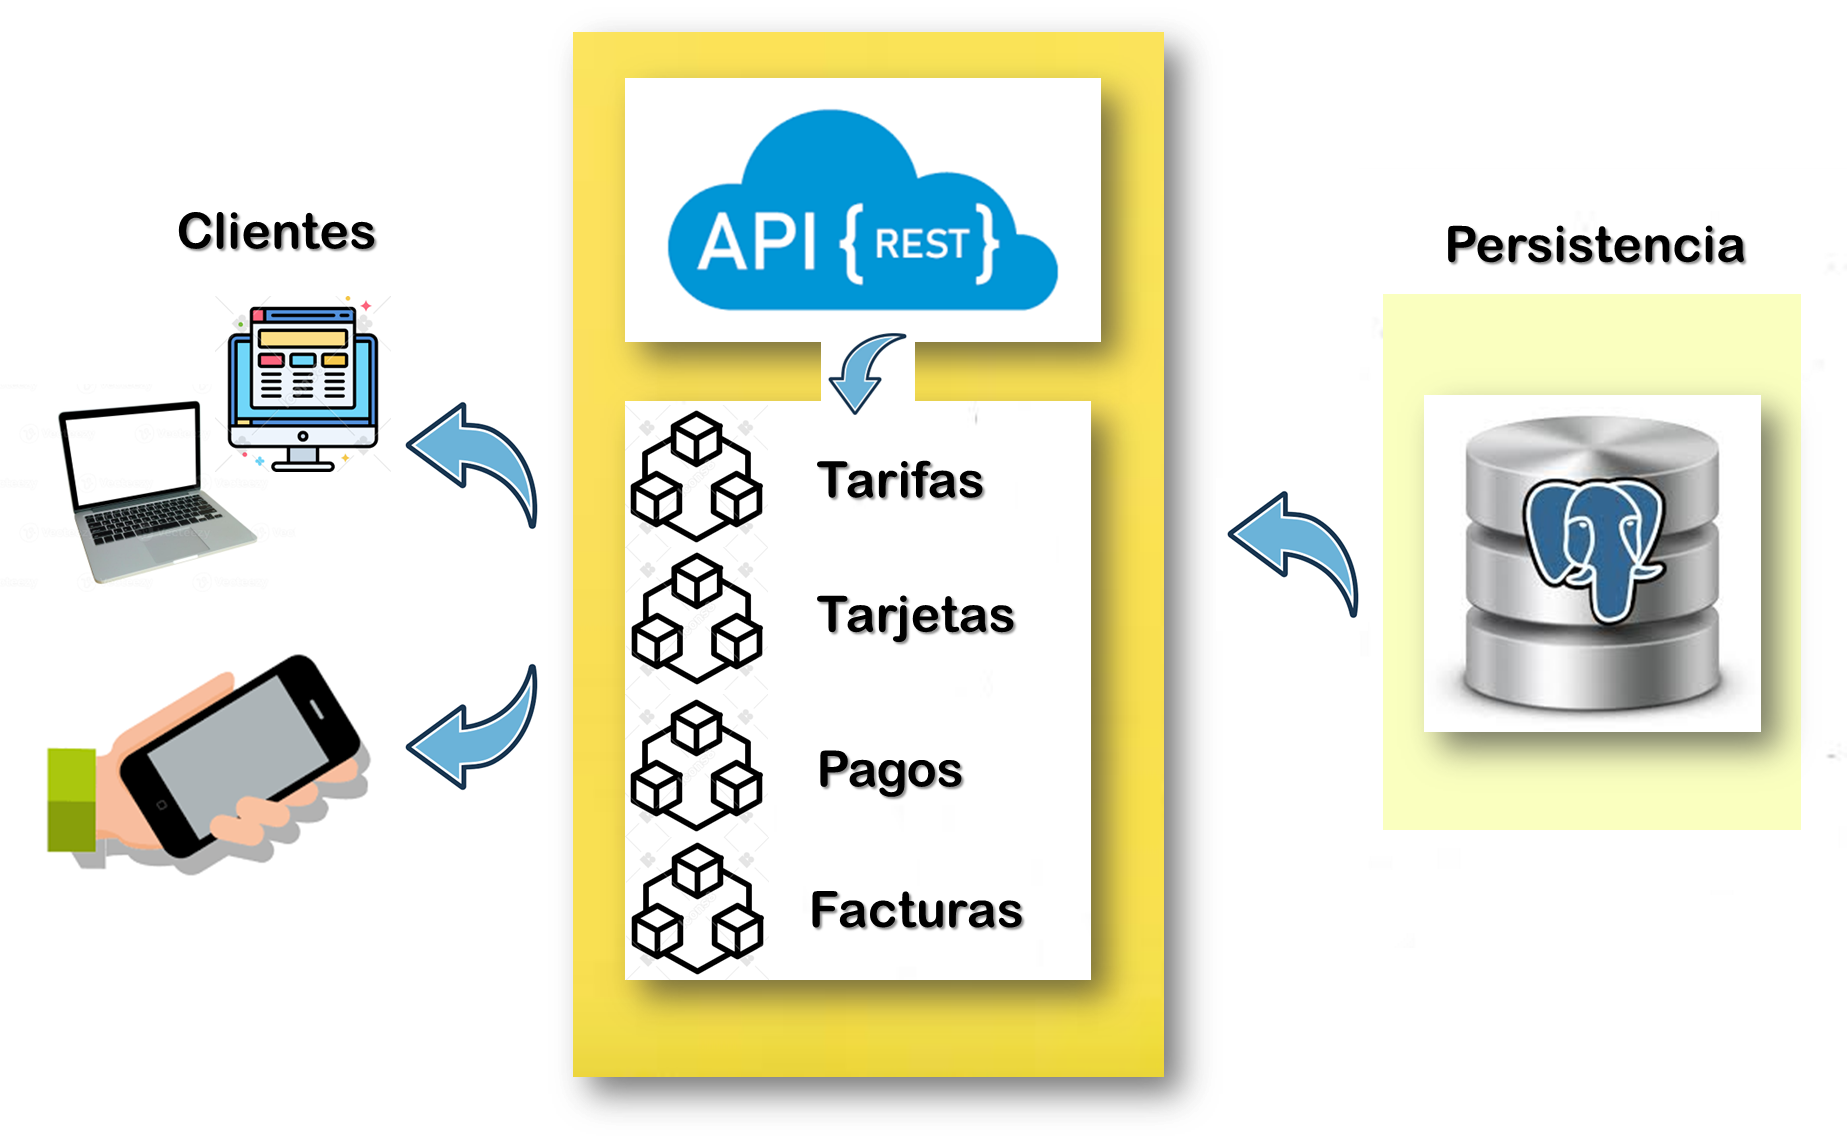 Clientes
API { REST }
Persistencia
Tarifas
Tarjetas
Pagos
Facturas